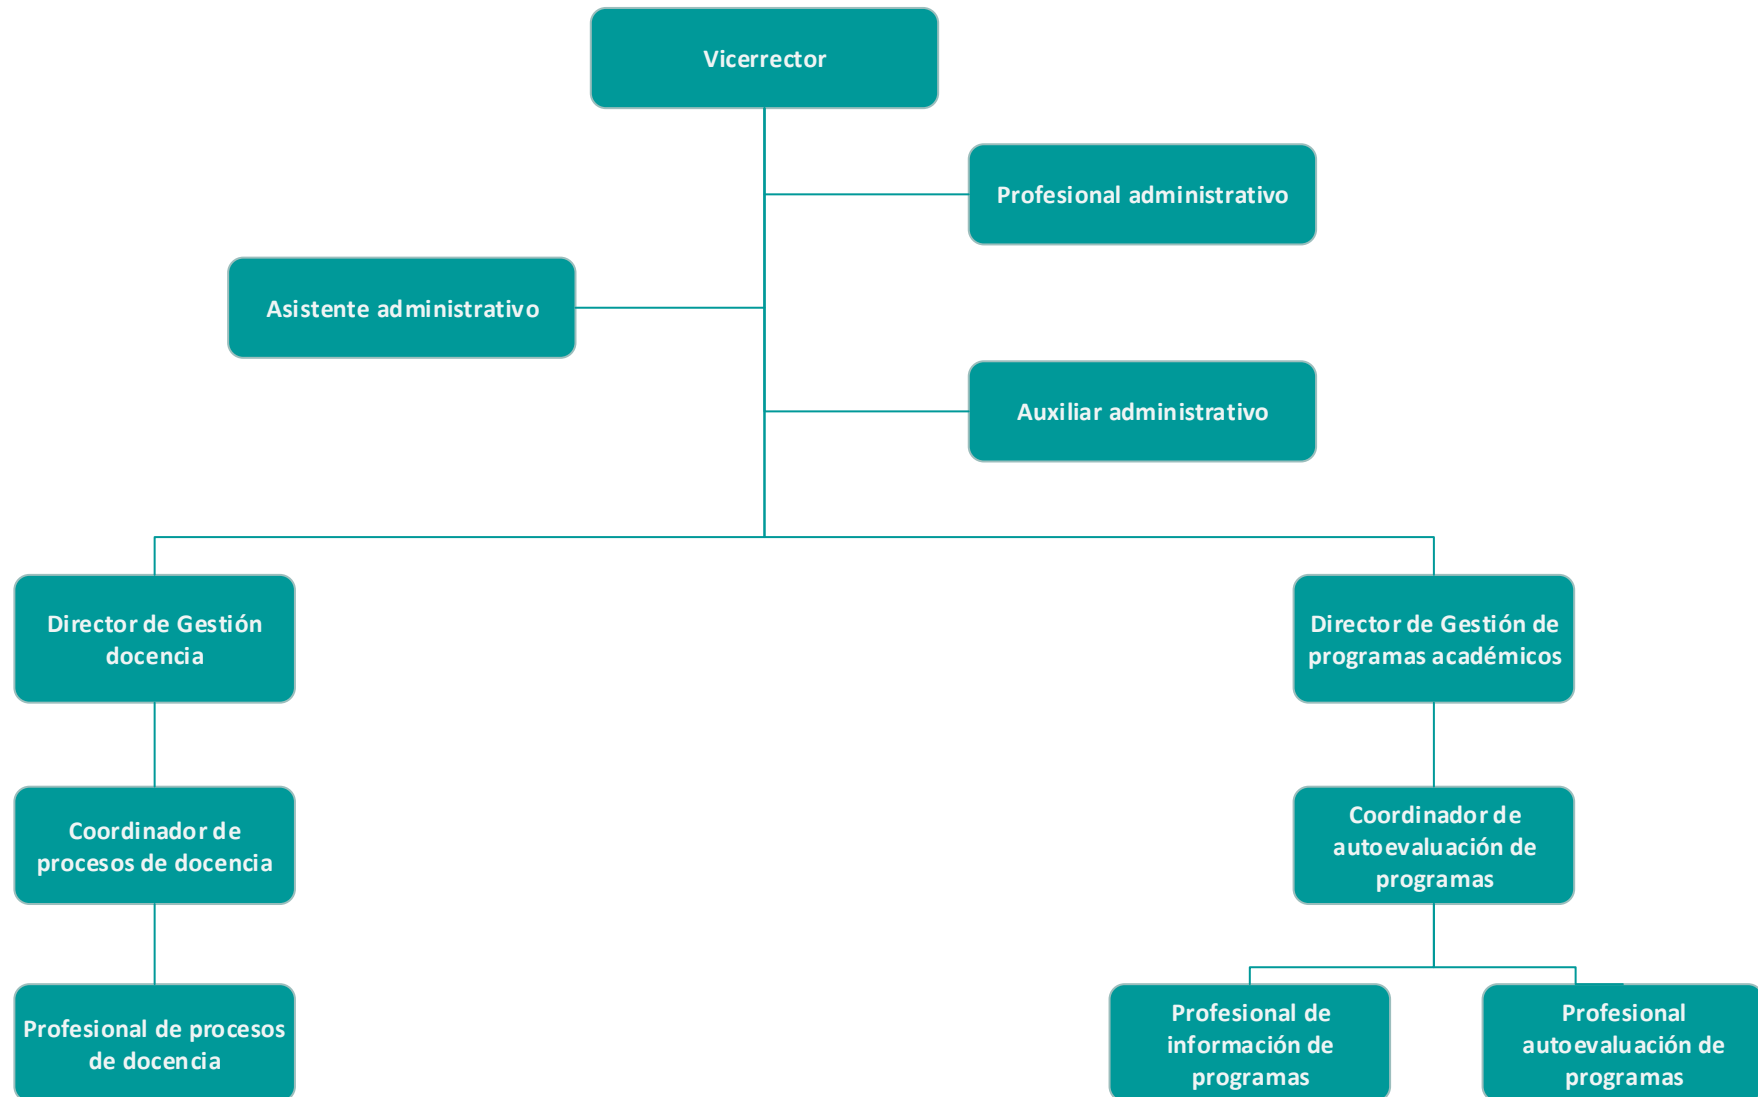 Vicerrector
Profesional administrativo
Asistente administrativo
Auxiliar administrativo
Director de Gestión
docencia
Director de Gestión de
programas académicos
Coordinador de
procesos de docencia
Coordinador de
autoevaluación de
programas
Profesional de procesos
de docencia
Profesional de
información de
programas
Profesional
autoevaluación de
programas